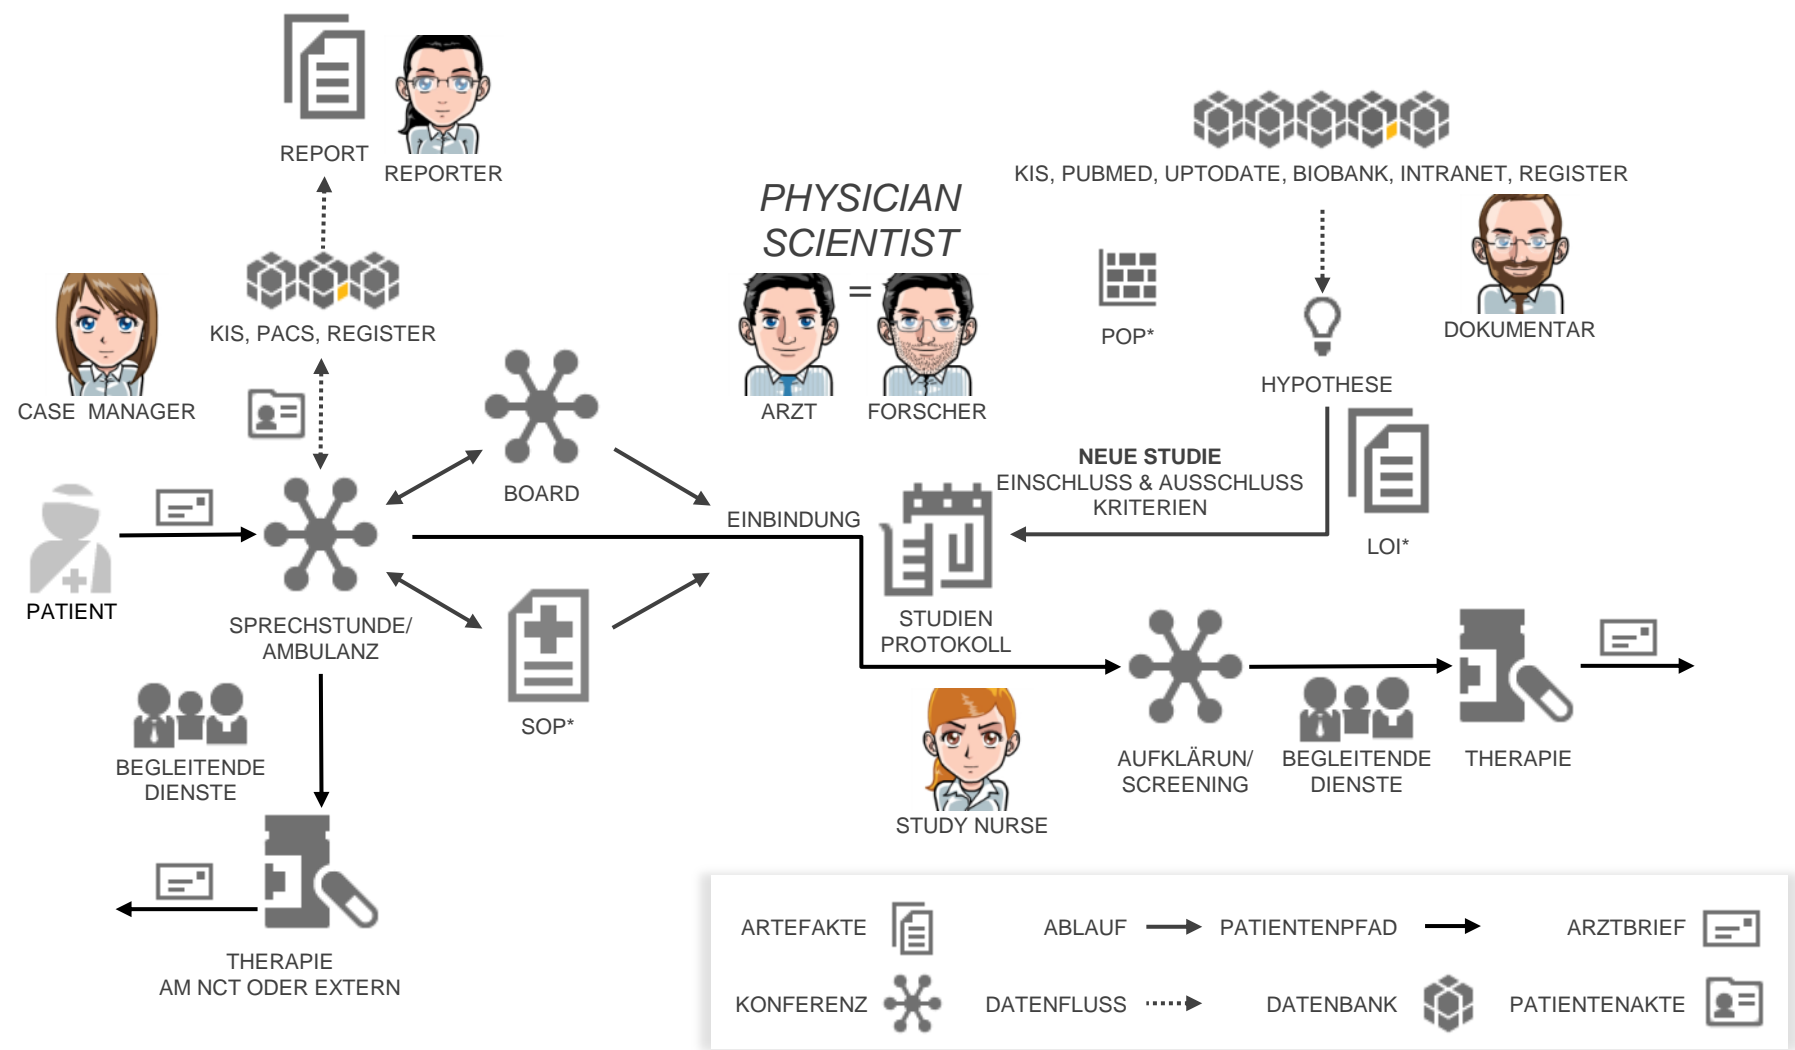 REPORT
REPORTER
KIS, PACS, REGISTER
CASE  MANAGER
PHYSICIAN
SCIENTIST
=
ARZT
FORSCHER
KIS, PUBMED, UPTODATE, BIOBANK, INTRANET, REGISTER
POP*
DOKUMENTAR
HYPOTHESE
NEUE STUDIE
EINSCHLUSS & AUSSCHLUSS
KRITERIEN
LOI*
BOARD
EINBINDUNG
PATIENT
SPRECHSTUNDE/
AMBULANZ
STUDIEN
PROTOKOLL
SOP*
BEGLEITENDE
DIENSTE
STUDY NURSE
AUFKLÄRUN/
SCREENING
BEGLEITENDE
DIENSTE
THERAPIE
THERAPIE
AM NCT ODER EXTERN
ARTEFAKTE
ABLAUF
PATIENTENPFAD
ARZTBRIEF
KONFERENZ
DATENFLUSS
DATENBANK
PATIENTENAKTE